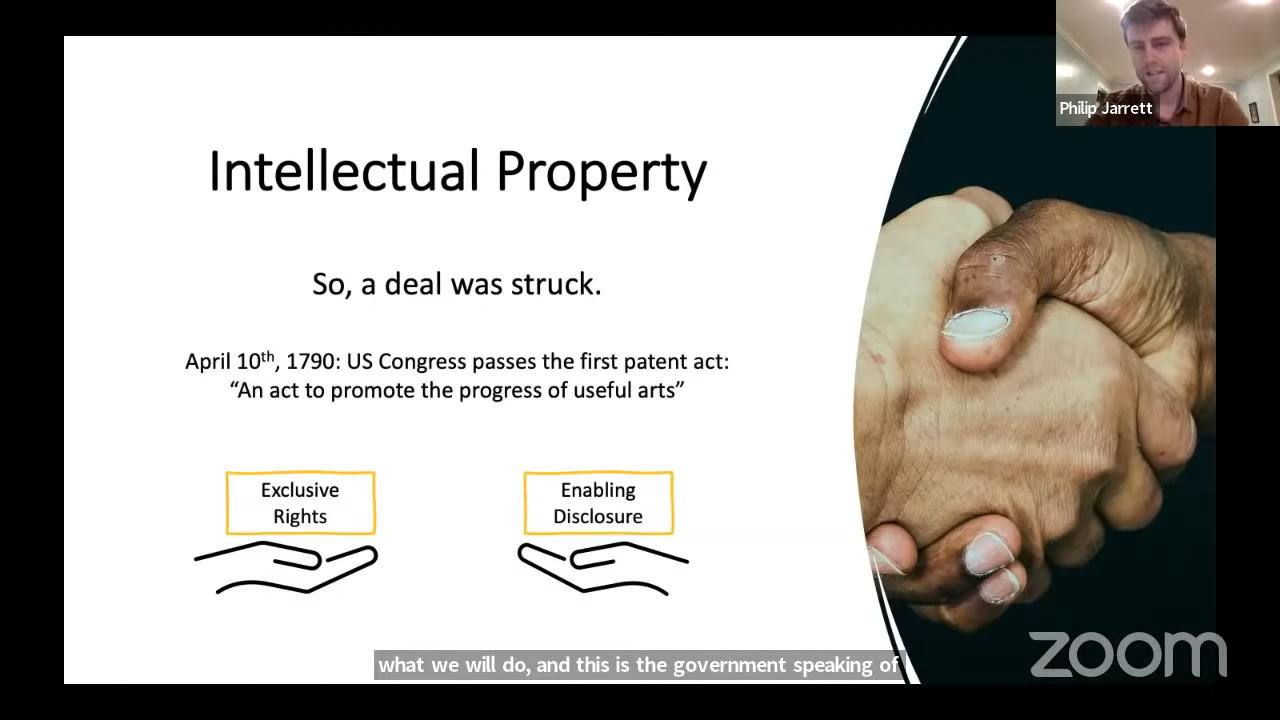 Philip Jarrett
Intellectual Property
So, a deal was struck.
April 10th, 1790: US Congress passes the first patent act:
“An act to promote the progress of useful arts”
Exclusive
Rights
Enabling
Disclosure
what we will do, and this is the government speaking of
zoom